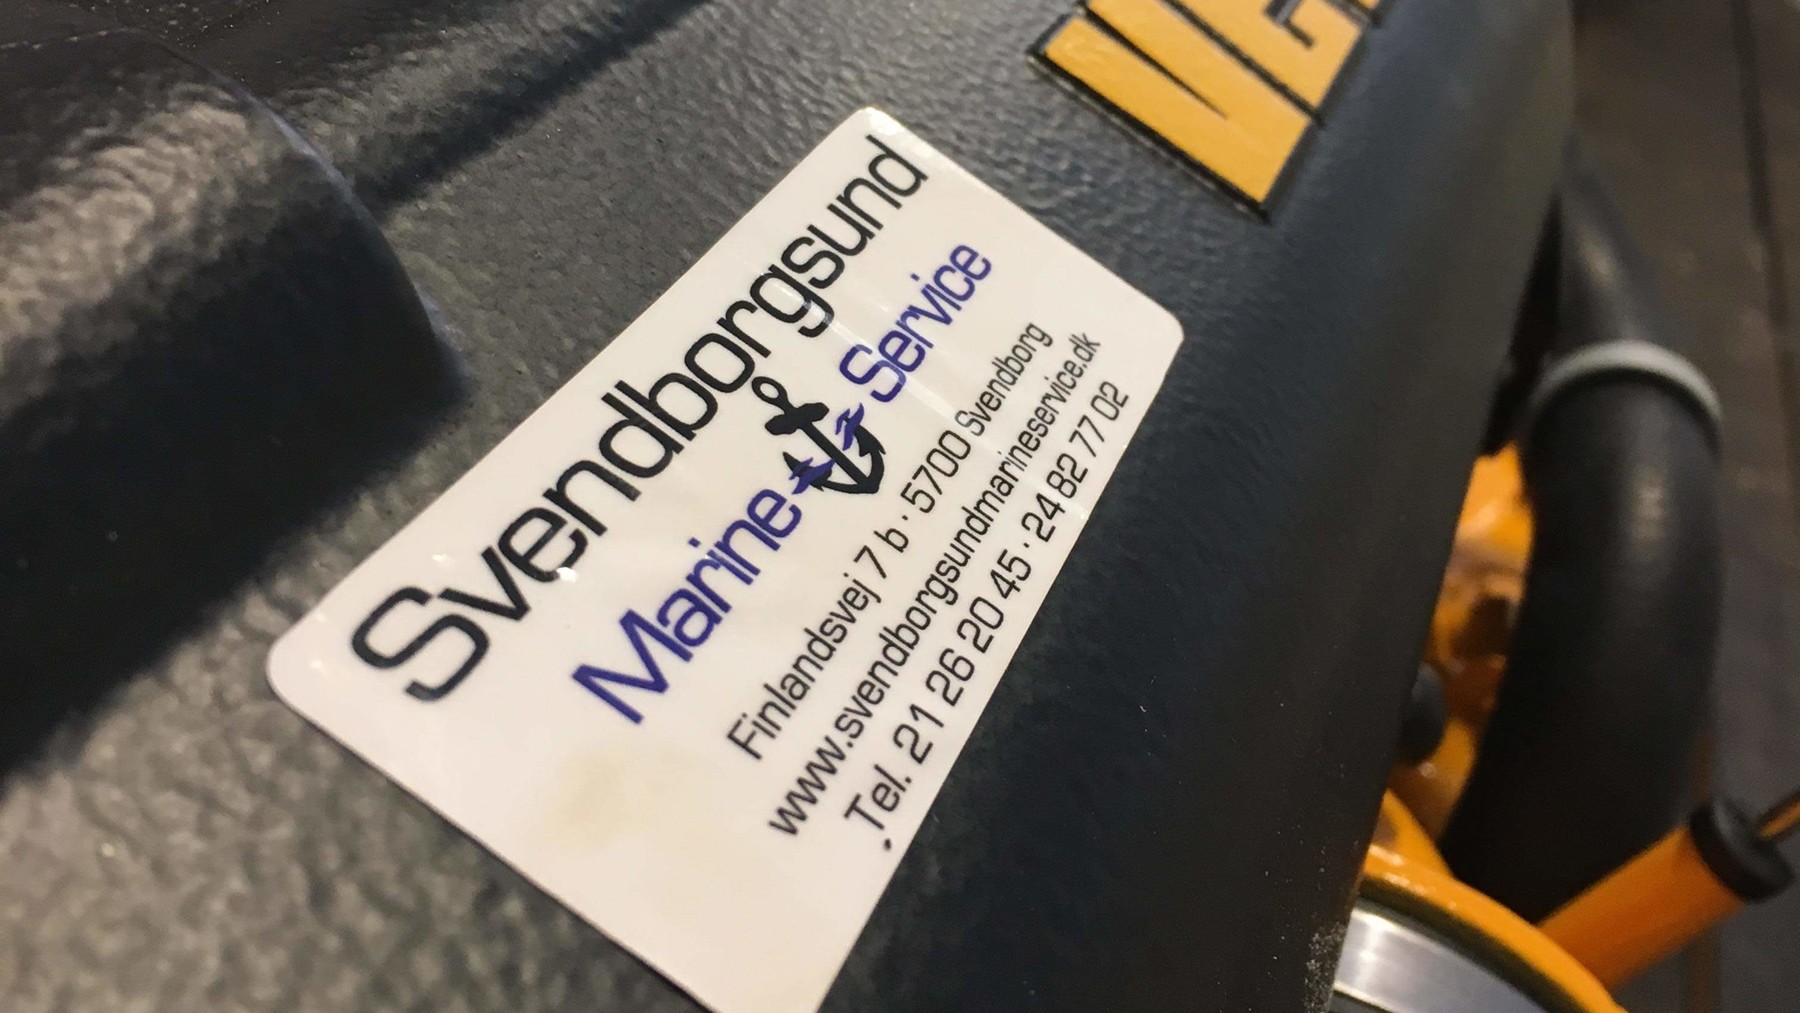 Svendborgsund
Marine Service
Finlandsvej 7 b · 5700 Svendborg
www.svendborgsundmarineservice.dk
Tel. 21 26 20 45 · 24 82 77 02